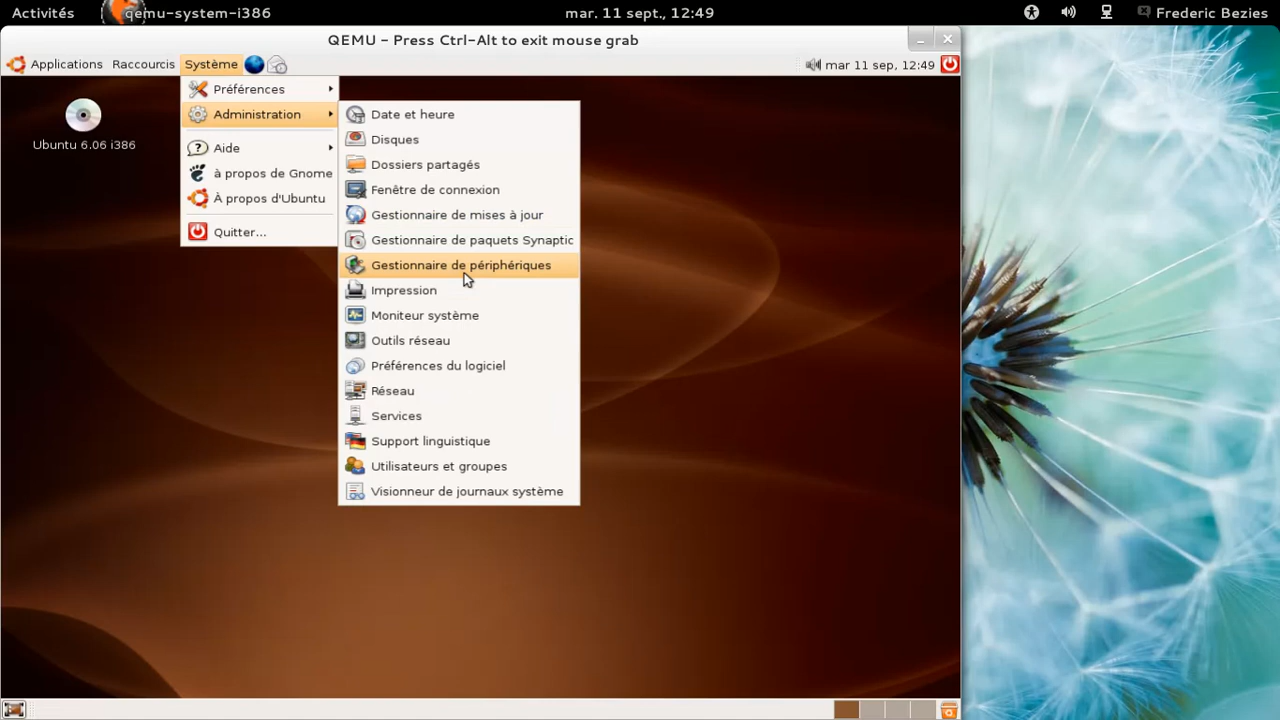 Activités qemu-system-i386 mar. 11 sept., 12:49 Frederic Bezies
QEMU – Press Ctrl-Alt to exit mouse grab
Applications Raccourcis Système mar 11 sep, 12:49
Préférences
Administration
Aide
à propos de Gnome
À propos d'Ubuntu
Quitter...
Date et heure
Disques
Dossiers partagés
Fenêtre de connexion
Gestionnaire de mises à jour
Gestionnaire de paquets Synaptic
Gestionnaire de périphériques
Impression
Moniteur système
Outils réseau
Préférences du logiciel
Réseau
Services
Support linguistique
Utilisateurs et groupes
Visionneur de journaux système
Ubuntu 6.06 i386